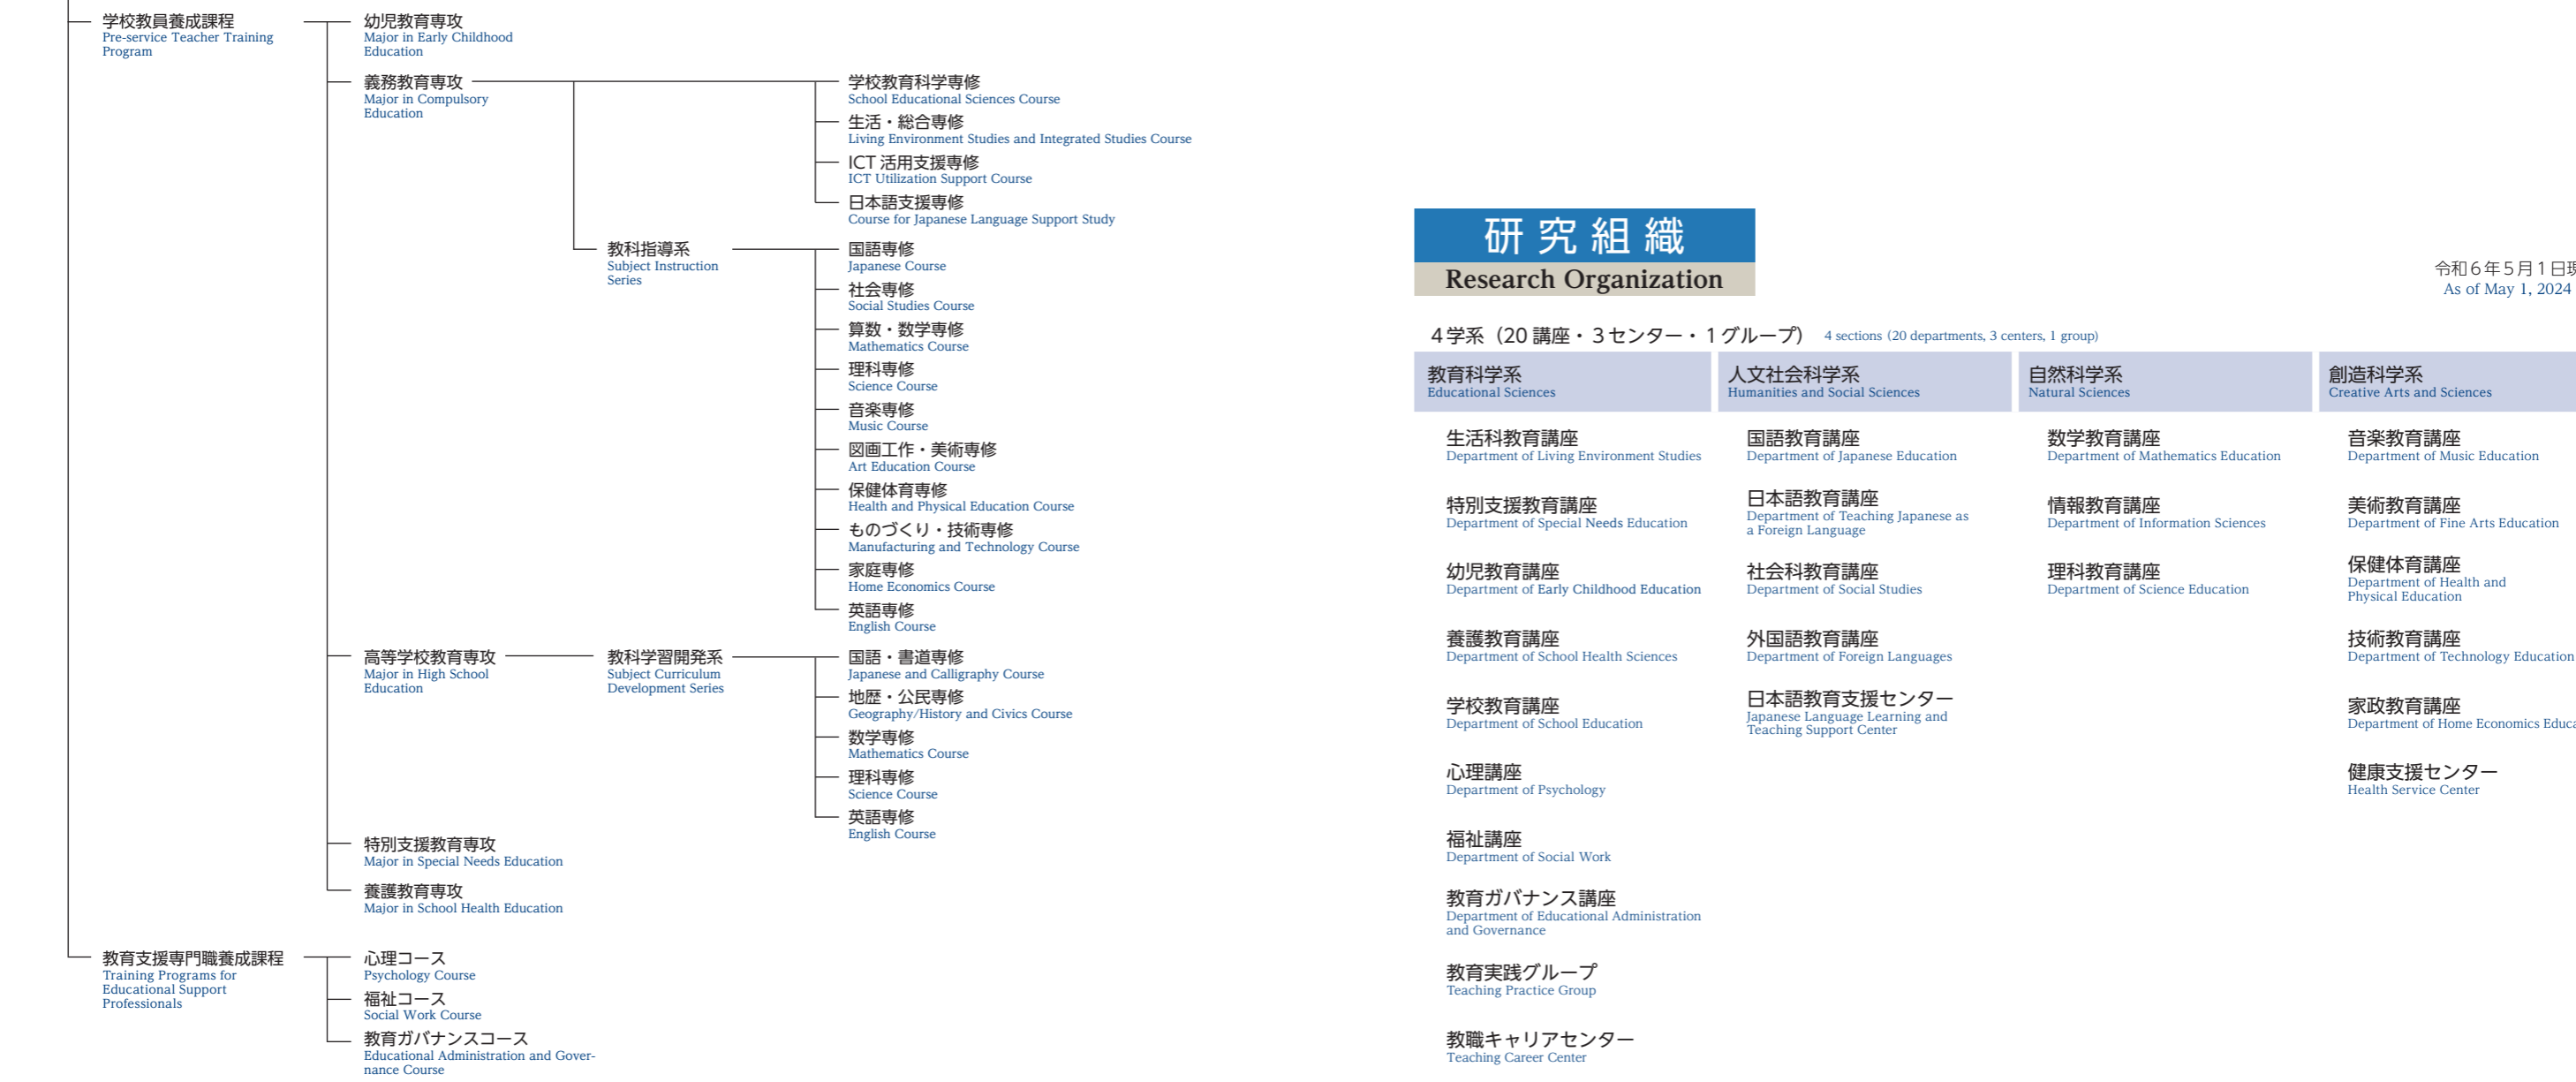 学校教員養成課程
Pre-service Teacher Training
Program
幼児教育専攻
Major in Early Childhood
Education
義務教育専攻
Major in Compulsory
Education
学校教育科学専修
School Educational Sciences Course
生活・総合専修
Living Environment Studies and Integrated Studies Course
ICT 活用支援専修
ICT Utilization Support Course
日本語支援専修
Course for Japanese Language Support Study
教科指導系
Subject Instruction
Series
国語専修
Japanese Course
社会専修
Social Studies Course
算数・数学専修
Mathematics Course
理科専修
Science Course
音楽専修
Music Course
図画工作・美術専修
Art Education Course
保健体育専修
Health and Physical Education Course
ものづくり・技術専修
Manufacturing and Technology Course
家庭専修
Home Economics Course
英語専修
English Course
高等学校教育専攻
Major in High School
Education
教科学習開発系
Subject Curriculum
Development Series
国語・書道専修
Japanese and Calligraphy Course
地歴・公民専修
Geography/History and Civics Course
数学専修
Mathematics Course
理科専修
Science Course
英語専修
English Course
特別支援教育専攻
Major in Special Needs Education
養護教育専攻
Major in School Health Education
教育支援専門職養成課程
Training Programs for
Educational Support
Professionals
心理コース
Psychology Course
福祉コース
Social Work Course
教育ガバナンスコース
Educational Administration and Gover-
nance Course
研究組織
Research Organization
令和６年５月１日現
As of May 1, 2024
４学系（20 講座・３センター・１グループ） 4 sections (20 departments, 3 centers, 1 group)
教育科学系
Educational Sciences
生活科教育講座
Department of Living Environment Studies
特別支援教育講座
Department of Special Needs Education
幼児教育講座
Department of Early Childhood Education
養護教育講座
Department of School Health Sciences
学校教育講座
Department of School Education
心理講座
Department of Psychology
福祉講座
Department of Social Work
教育ガバナンス講座
Department of Educational Administration
and Governance
教育実践グループ
Teaching Practice Group
教職キャリアセンター
Teaching Career Center
人文社会科学系
Humanities and Social Sciences
国語教育講座
Department of Japanese Education
日本語教育講座
Department of Teaching Japanese as
a Foreign Language
社会科教育講座
Department of Social Studies
外国語教育講座
Department of Foreign Languages
日本語教育支援センター
Japanese Language Learning and
Teaching Support Center
自然科学系
Natural Sciences
数学教育講座
Department of Mathematics Education
情報教育講座
Department of Information Sciences
理科教育講座
Department of Science Education
創造科学系
Creative Arts and Sciences
音楽教育講座
Department of Music Education
美術教育講座
Department of Fine Arts Education
保健体育講座
Department of Health and
Physical Education
技術教育講座
Department of Technology Education
家政教育講座
Department of Home Economics Educa
健康支援センター
Health Service Center